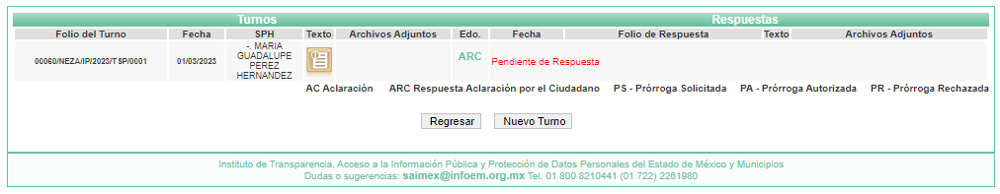 Turnos Respuestas
Folio del Turno Fecha SPH Texto Archivos Adjuntos Edo. Fecha Folio de Respuesta Texto Archivos Adjuntos
00060/NEZA/IP/2023/TSP/0001 01/03/2023 -. MARIA GUADALUPE PEREZ HERNANDEZ ARC Pendiente de Respuesta
AC Aclaración ARC Respuesta Aclaración por el Ciudadano PS - Prórroga Solicitada PA - Prórroga Autorizada PR - Prórroga Rechazada
Regresar Nuevo Turno
Instituto de Transparencia, Acceso a la Información Pública y Protección de Datos Personales del Estado de México y Municipios
Dudas o sugerencias: saimex@infoem.org.mx Tel. 01 800 8210441 (01 722) 2261980